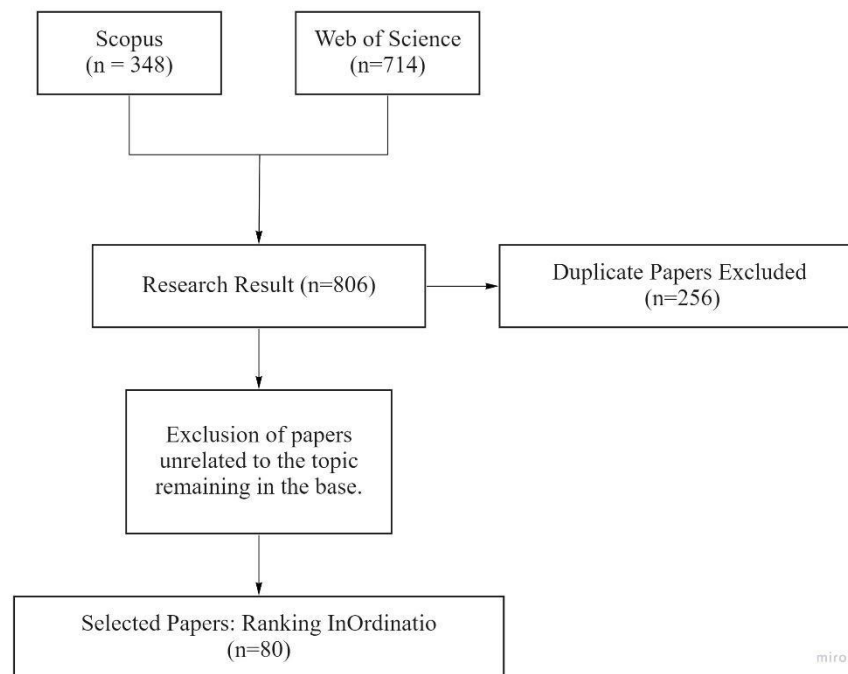 Scopus
(n = 348)
Web of Science
(n=714)
Research Result (n=806)
Duplicate Papers Excluded
(n=256)
Exclusion of papers
unrelated to the topic
remaining in the base.
Selected Papers: Ranking InOrdinatio
(n=80)
miro